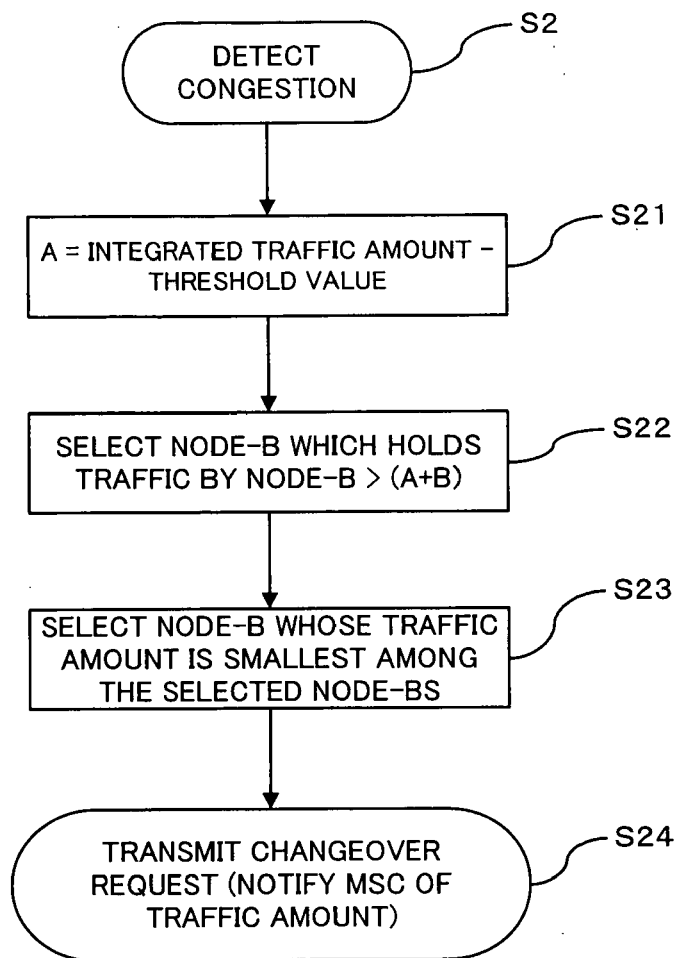 S2
DETECT
CONGESTION
S21
A = INTEGRATED TRAFFIC AMOUNT -
THRESHOLD VALUE
S22
SELECT NODE-B WHICH HOLDS
TRAFFIC BY NODE-B > (A+B)
S23
SELECT NODE-B WHOSE TRAFFIC
AMOUNT IS SMALLEST AMONG
THE SELECTED NODE-BS
S24
TRANSMIT CHANGEOVER
REQUEST (NOTIFY MSC OF
TRAFFIC AMOUNT)